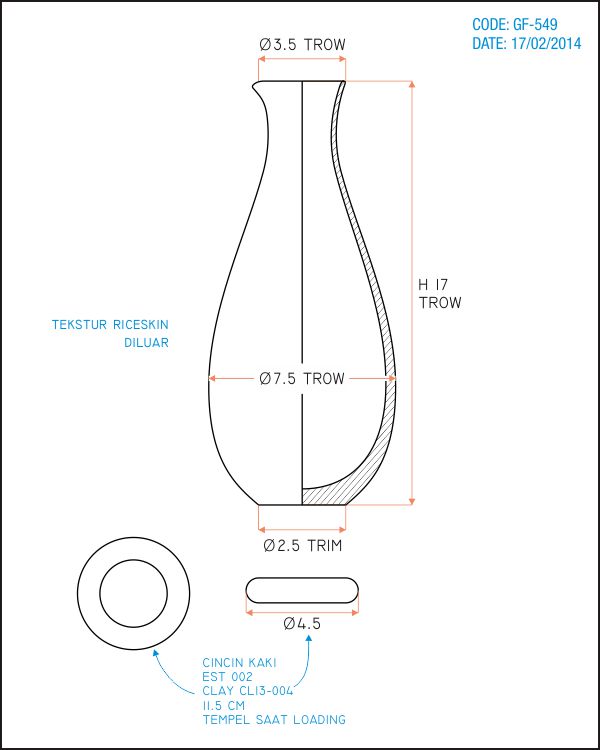 CODE: GF-549
DATE: 17/02/2014
Ø3.5 TROW
H 17
TROW
TEKSTUR RICESKIN
DILUAR
Ø7.5 TROW
Ø2.5 TRIM
Ø4.5
CINCIN KAKI
EST 002
CLAY CL13-004
11.5 CM
TEMPEL SAAT LOADING